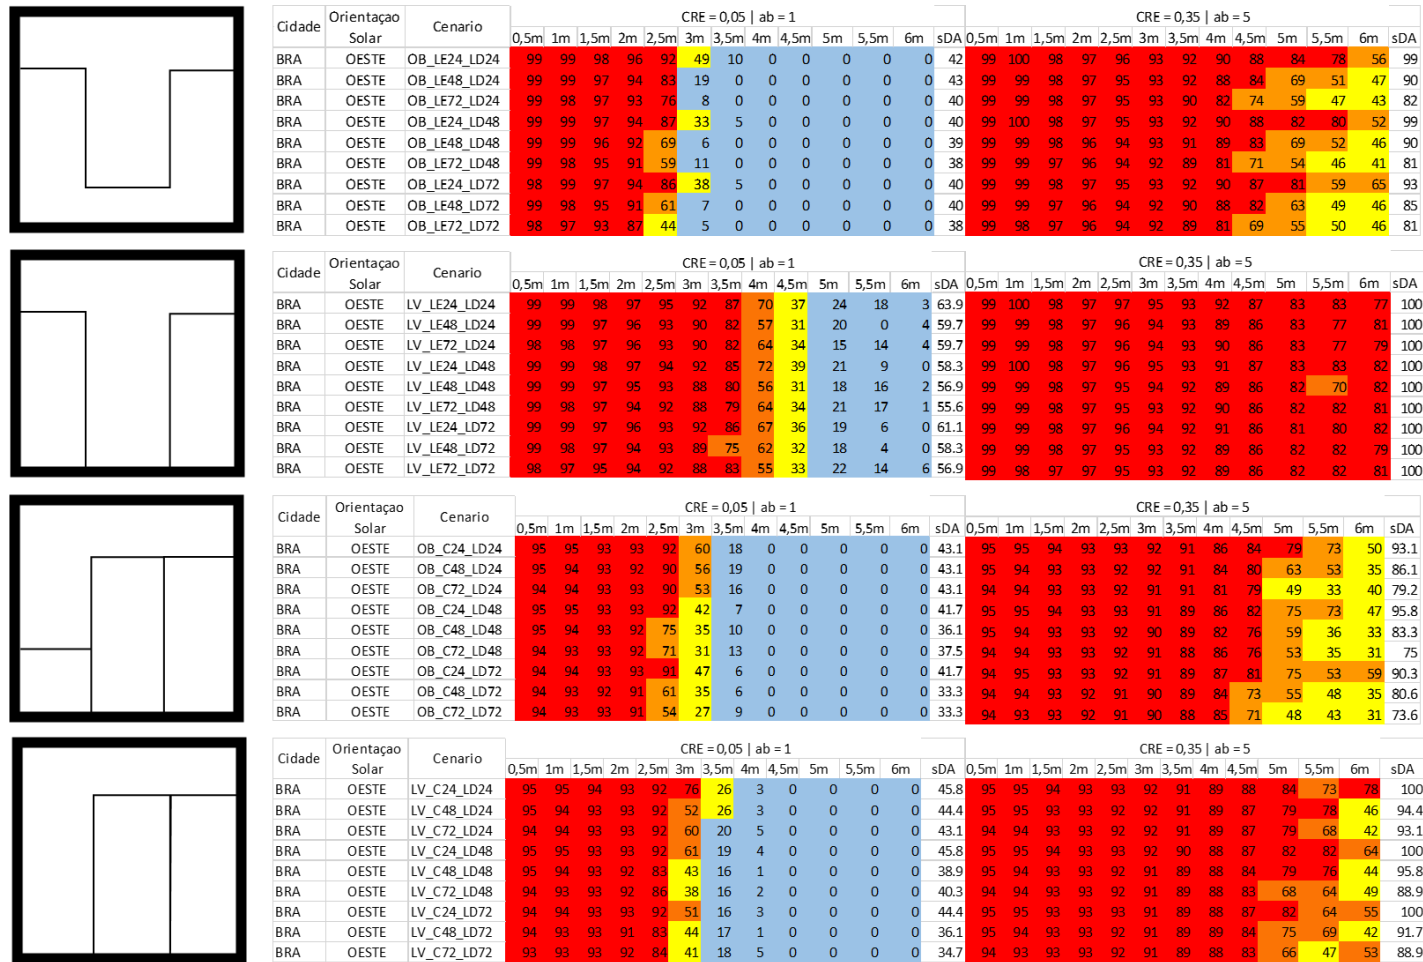 Cidade Orientaçao Solar Cenario CRE = 0,05 | ab = 1 CRE = 0,35 | ab = 5
0,5m 1m 1,5m 2m 2,5m 3m 3,5m 4m 4,5m 5m 5,5m 6m sDA 0,5m 1m 1,5m 2m 2,5m 3m 3,5m 4m 4,5m 5m 5,5m 6m sDA
BRA OESTE OB_LE24_LD24 99 99 98 96 92 49 10 0 0 0 0 0 42 99 100 98 97 96 93 92 90 88 84 78 56 99
BRA OESTE OB_LE48_LD24 99 99 97 94 83 19 0 0 0 0 0 0 43 99 99 98 97 95 93 92 88 84 69 51 47 90
BRA OESTE OB_LE72_LD24 99 98 97 93 76 8 0 0 0 0 0 0 40 99 99 98 97 95 93 90 82 74 59 47 43 82
BRA OESTE OB_LE24_LD48 99 99 97 94 87 33 5 0 0 0 0 0 40 99 100 98 97 95 93 92 90 88 82 80 52 99
BRA OESTE OB_LE48_LD48 99 99 96 92 69 6 0 0 0 0 0 0 39 99 99 98 96 94 93 91 89 83 69 52 46 90
BRA OESTE OB_LE72_LD48 99 98 95 91 59 11 0 0 0 0 0 0 38 99 99 97 96 94 92 89 81 71 54 46 41 81
BRA OESTE OB_LE24_LD72 98 99 97 94 86 38 5 0 0 0 0 0 40 99 99 98 97 95 94 92 90 87 81 59 65 93
BRA OESTE OB_LE48_LD72 99 98 95 91 61 7 0 0 0 0 0 0 40 99 99 97 96 94 92 90 88 82 63 49 46 85
BRA OESTE OB_LE72_LD72 98 97 93 87 44 5 0 0 0 0 0 0 38 99 98 97 95 94 92 89 81 69 55 50 46 81
Cidade Orientaçao Solar Cenario CRE = 0,05 | ab = 1 CRE = 0,35 | ab = 5
0,5m 1m 1,5m 2m 2,5m 3m 3,5m 4m 4,5m 5m 5,5m 6m sDA 0,5m 1m 1,5m 2m 2,5m 3m 3,5m 4m 4,5m 5m 5,5m 6m sDA
BRA OESTE LV_LE24_LD24 99 99 98 97 95 92 87 70 37 24 18 3 63.9 99 100 98 97 97 95 93 92 87 83 83 77 100
BRA OESTE LV_LE48_LD24 99 99 97 96 93 90 82 57 31 20 0 4 59.7 99 99 98 97 96 94 93 89 86 83 77 81 100
BRA OESTE LV_LE72_LD24 98 98 97 96 93 90 82 64 34 15 14 4 59.7 99 99 98 97 96 94 93 90 86 83 77 79 100
BRA OESTE LV_LE24_LD48 99 99 98 97 94 92 85 72 39 21 9 0 58.3 99 100 98 97 96 95 93 91 87 83 83 82 100
BRA OESTE LV_LE48_LD48 99 99 97 95 93 88 80 56 31 18 16 2 56.9 99 99 98 97 95 94 92 89 86 82 70 82 100
BRA OESTE LV_LE72_LD48 99 98 97 94 92 88 79 64 34 21 17 1 55.6 99 99 98 97 95 93 92 90 86 82 82 81 100
BRA OESTE LV_LE24_LD72 99 99 97 96 93 92 86 67 36 19 6 0 61.1 99 99 98 97 96 94 92 91 86 81 80 82 100
BRA OESTE LV_LE48_LD72 99 98 97 94 93 89 75 62 32 18 4 0 58.3 99 99 98 97 95 93 92 89 86 82 82 79 100
BRA OESTE LV_LE72_LD72 98 97 95 94 92 88 83 55 33 22 14 6 56.9 99 98 97 97 95 93 92 89 86 82 82 81 100
Cidade Orientaçao Solar Cenario CRE = 0,05 | ab = 1 CRE = 0,35 | ab = 5
0,5m 1m 1,5m 2m 2,5m 3m 3,5m 4m 4,5m 5m 5,5m 6m sDA 0,5m 1m 1,5m 2m 2,5m 3m 3,5m 4m 4,5m 5m 5,5m 6m sDA
BRA OESTE OB_C24_LD24 95 95 93 93 92 60 18 0 0 0 0 0 43.1 95 95 94 93 93 92 91 86 84 79 73 50 93.1
BRA OESTE OB_C48_LD24 95 94 93 92 90 56 19 0 0 0 0 0 43.1 95 94 93 93 92 92 91 84 80 63 53 35 86.1
BRA OESTE OB_C72_LD24 94 94 93 93 90 53 16 0 0 0 0 0 43.1 94 94 93 93 92 91 91 81 79 49 33 40 79.2
BRA OESTE OB_C24_LD48 95 95 93 93 92 42 7 0 0 0 0 0 41.7 95 95 94 93 93 91 89 86 82 75 73 47 95.8
BRA OESTE OB_C48_LD48 95 94 93 92 75 35 10 0 0 0 0 0 36.1 95 94 93 93 92 90 89 82 76 59 36 33 83.3
BRA OESTE OB_C72_LD48 94 93 93 92 71 31 13 0 0 0 0 0 37.5 94 94 93 93 92 91 88 86 76 53 35 31 75
BRA OESTE OB_C24_LD72 94 94 93 93 91 47 6 0 0 0 0 0 41.7 94 94 93 93 92 91 89 87 81 75 53 59 90.3
BRA OESTE OB_C48_LD72 94 93 92 91 61 35 6 0 0 0 0 0 33.3 94 94 93 92 91 90 89 84 73 55 48 35 80.6
BRA OESTE OB_C72_LD72 94 93 93 91 54 27 9 0 0 0 0 0 33.3 94 93 93 92 91 90 88 85 71 48 43 31 73.6
Cidade Orientaçao Solar Cenario CRE = 0,05 | ab = 1 CRE = 0,35 | ab = 5
0,5m 1m 1,5m 2m 2,5m 3m 3,5m 4m 4,5m 5m 5,5m 6m sDA 0,5m 1m 1,5m 2m 2,5m 3m 3,5m 4m 4,5m 5m 5,5m 6m sDA
BRA OESTE LV_C24_LD24 95 95 94 93 92 76 26 3 0 0 0 0 45.8 95 95 94 93 93 92 91 89 88 84 73 78 100
BRA OESTE LV_C48_LD24 95 94 93 93 92 52 26 3 0 0 0 0 44.4 95 94 93 93 92 92 91 89 87 79 78 46 94.4
BRA OESTE LV_C72_LD24 94 94 93 93 92 60 20 5 0 0 0 0 43.1 94 94 93 93 92 92 91 89 87 79 68 42 93.1
BRA OESTE LV_C24_LD48 95 95 93 93 92 61 19 4 0 0 0 0 45.8 95 95 94 93 93 92 90 88 87 82 82 64 100
BRA OESTE LV_C48_LD48 95 94 93 92 83 43 16 1 0 0 0 0 38.9 95 94 93 93 92 91 89 88 84 79 76 44 95.8
BRA OESTE LV_C72_LD48 94 93 93 92 86 38 16 2 0 0 0 0 40.3 94 94 93 93 92 91 89 88 83 68 64 49 88.9
BRA OESTE LV_C24_LD72 94 94 93 93 92 51 16 3 0 0 0 0 44.4 95 95 93 93 93 91 89 88 87 82 64 55 100
BRA OESTE LV_C48_LD72 94 93 93 91 83 44 17 1 0 0 0 0 36.1 94 94 93 93 92 91 89 88 84 75 69 42 91.7
BRA OESTE LV_C72_LD72 93 93 93 92 84 41 18 5 0 0 0 0 34.7 94 93 93 93 92 91 89 88 83 66 47 53 88.9